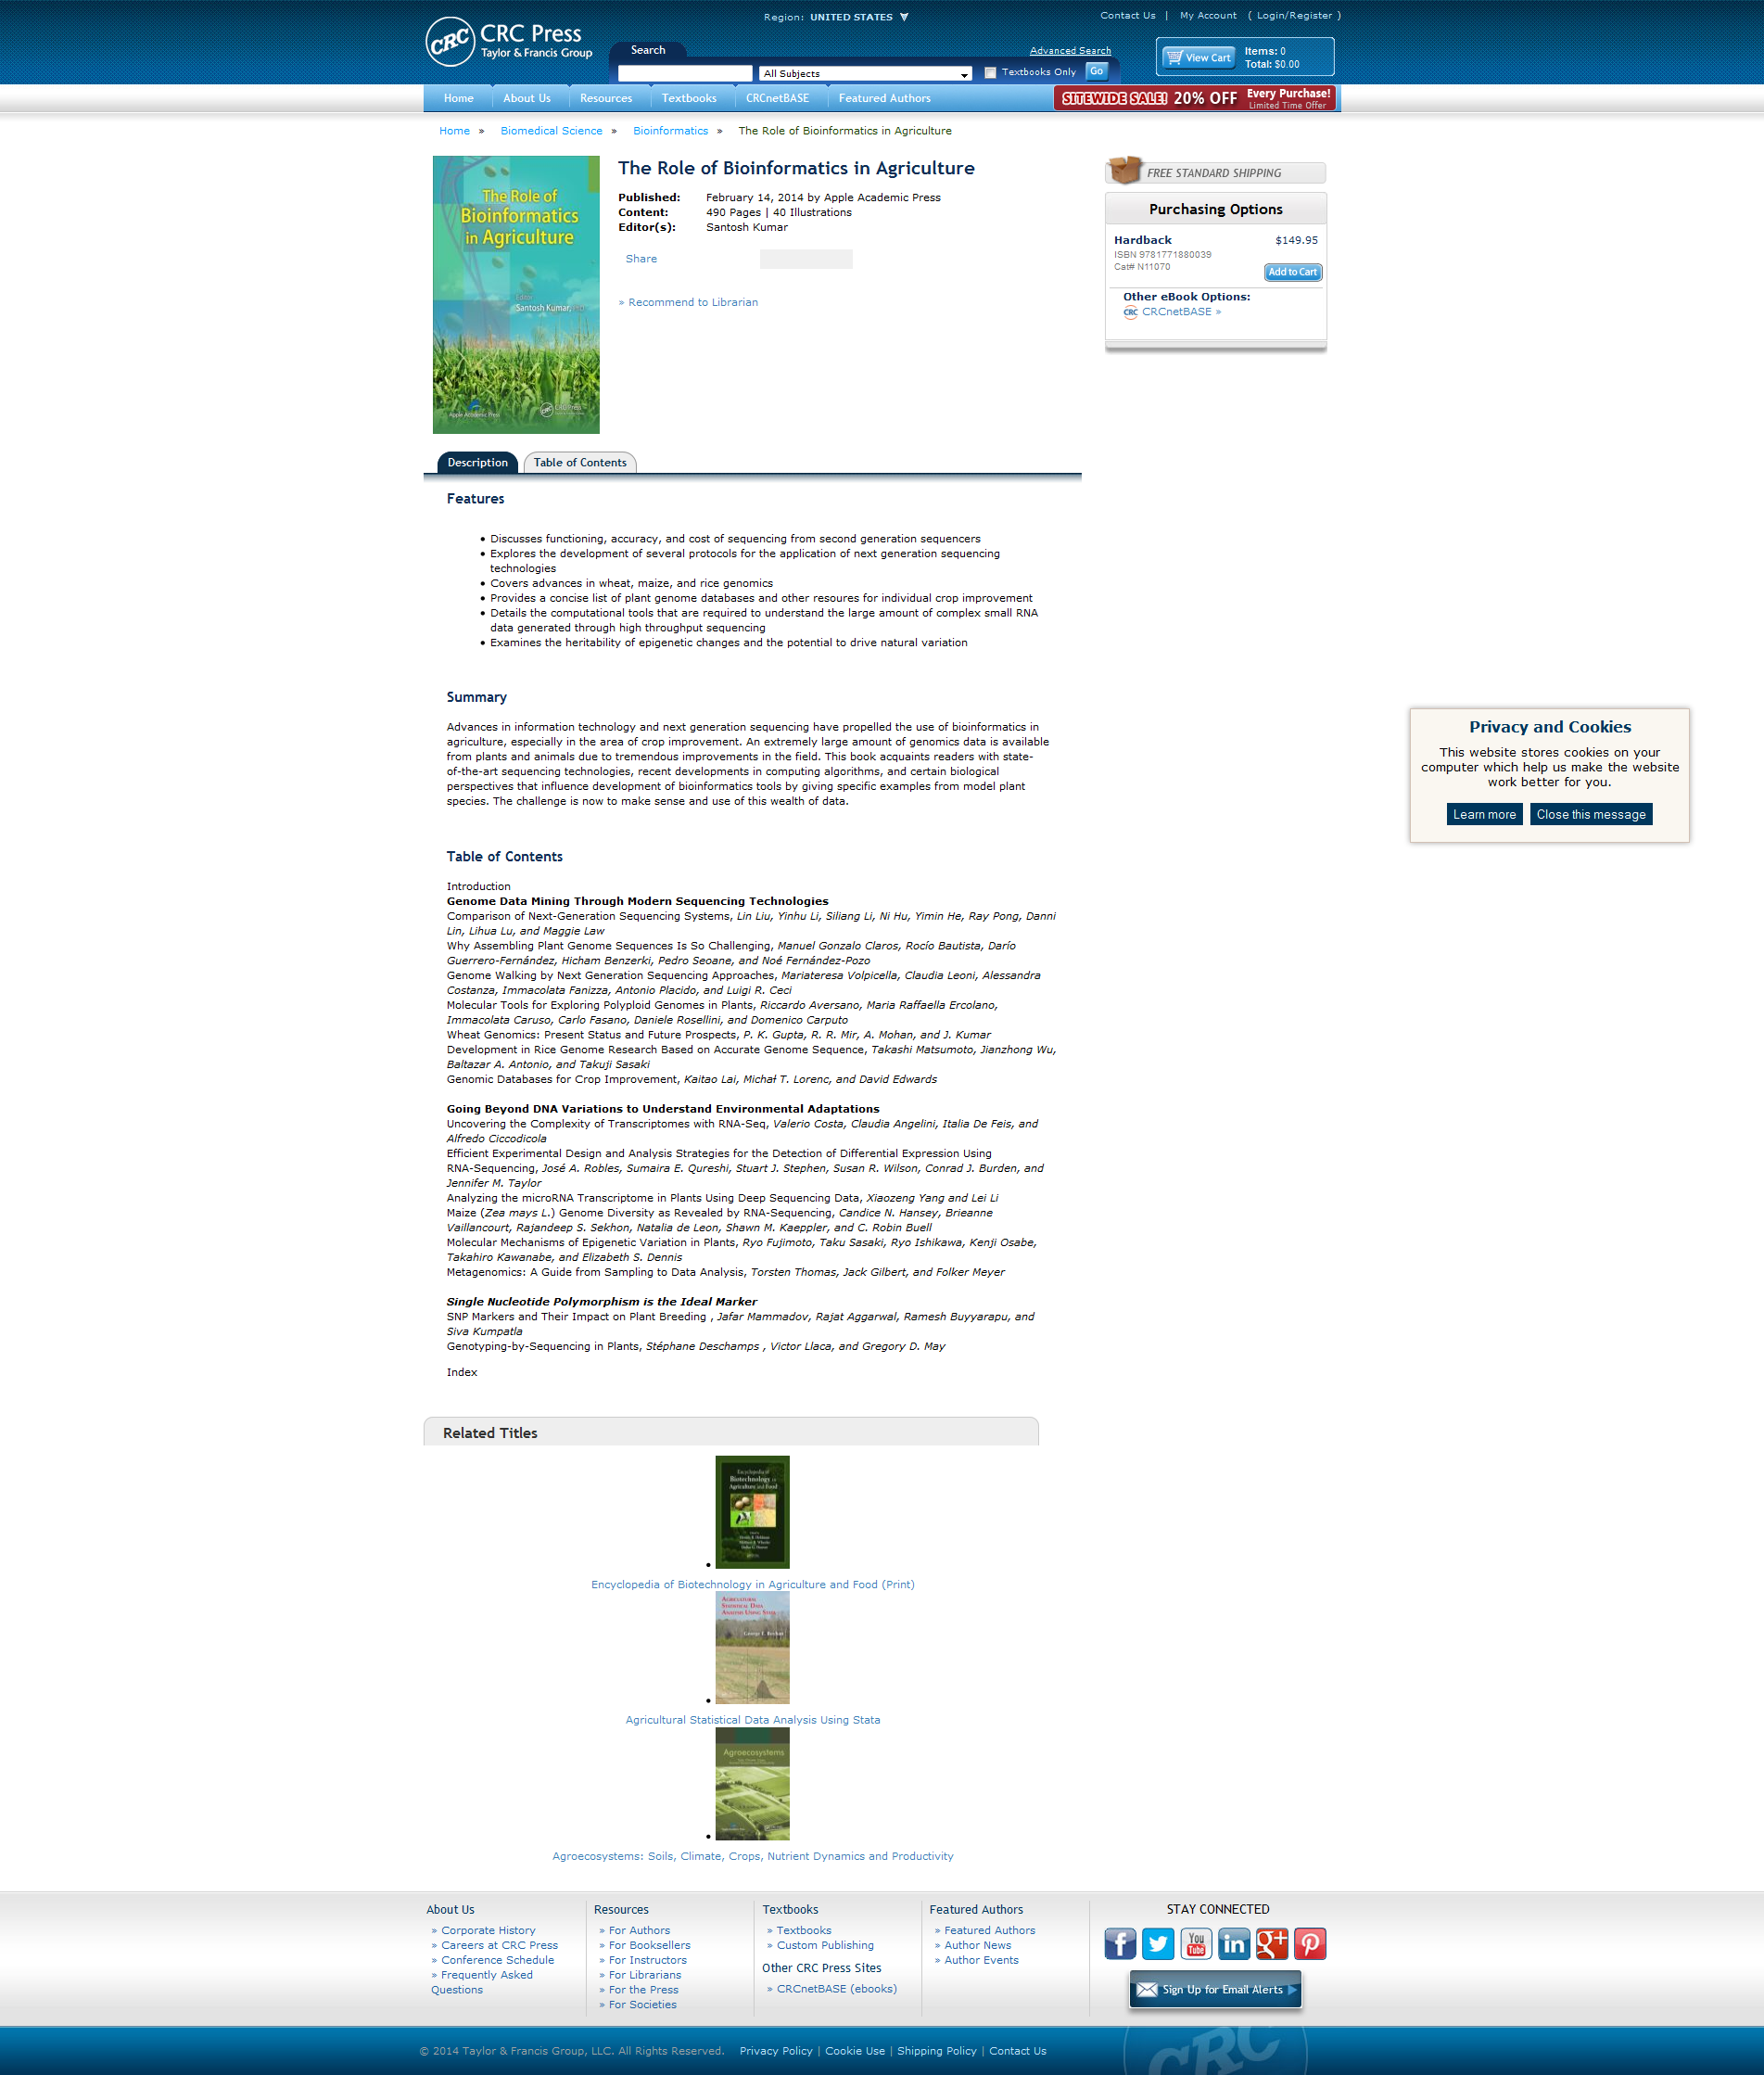 Region: UNITED STATES
Contact Us | My Account ( Login/Register )
CRC CRC Press
Taylor & Francis Group
Search
Advanced Search
All Subjects
Textbooks Only
Go
View Cart
Items: 0
Total: $0.00
Home
About Us
Resources
Textbooks
CRCnetBASE
Featured Authors
SITEWIDE SALE! 20% OFF Every Purchase!
Limited Time Offer
Home » Biomedical Science » Bioinformatics » The Role of Bioinformatics in Agriculture
The Role of
Bioinformatics
in Agriculture
Editor
Santosh Kumar,
Apple Academic Press
CRC Press
The Role of Bioinformatics in Agriculture
Published: February 14, 2014 by Apple Academic Press
Content: 490 Pages | 40 Illustrations
Editor(s): Santosh Kumar
Share
» Recommend to Librarian
FREE STANDARD SHIPPING
Purchasing Options
Hardback $149.95
ISBN 9781771880039
Cat# N11070
Add to Cart
Other eBook Options:
CRC CRCnetBASE »
Description
Table of Contents
Features
• Discusses functioning, accuracy, and cost of sequencing from second generation sequencers
• Explores the development of several protocols for the application of next generation sequencing
technologies
• Covers advances in wheat, maize, and rice genomics
• Provides a concise list of plant genome databases and other resoures for individual crop improvement
• Details the computational tools that are required to understand the large amount of complex small RNA
data generated through high throughput sequencing
• Examines the heritability of epigenetic changes and the potential to drive natural variation
Summary
Advances in information technology and next generation sequencing have propelled the use of bioinformatics in
agriculture, especially in the area of crop improvement. An extremely large amount of genomics data is available
from plants and animals due to tremendous improvements in the field. This book acquaints readers with state-
of-the-art sequencing technologies, recent developments in computing algorithms, and certain biological
perspectives that influence development of bioinformatics tools by giving specific examples from model plant
species. The challenge is now to make sense and use of this wealth of data.
Privacy and Cookies
This website stores cookies on your
computer which help us make the website
work better for you.
Learn more
Close this message
Table of Contents
Introduction
Genome Data Mining Through Modern Sequencing Technologies
Comparison of Next-Generation Sequencing Systems, Lin Liu, Yinhu Li, Siliang Li, Ni Hu, Yimin He, Ray Pong, Danni
Lin, Lihua Lu, and Maggie Law
Why Assembling Plant Genome Sequences Is So Challenging, Manuel Gonzalo Claros, Rocío Bautista, Darío
Guerrero-Fernández, Hicham Benzerki, Pedro Seoane, and Noé Fernández-Pozo
Genome Walking by Next Generation Sequencing Approaches, Mariateresa Volpicella, Claudia Leoni, Alessandra
Costanza, Immacolata Fanizza, Antonio Placido, and Luigi R. Ceci
Molecular Tools for Exploring Polyploid Genomes in Plants, Riccardo Aversano, Maria Raffaella Ercolano,
Immacolata Caruso, Carlo Fasano, Daniele Rosellini, and Domenico Carputo
Wheat Genomics: Present Status and Future Prospects, P. K. Gupta, R. R. Mir, A. Mohan, and J. Kumar
Development in Rice Genome Research Based on Accurate Genome Sequence, Takashi Matsumoto, Jianzhong Wu,
Baltazar A. Antonio, and Takuji Sasaki
Genomic Databases for Crop Improvement, Kaitao Lai, Michał T. Lorenc, and David Edwards
Going Beyond DNA Variations to Understand Environmental Adaptations
Uncovering the Complexity of Transcriptomes with RNA-Seq, Valerio Costa, Claudia Angelini, Italia De Feis, and
Alfredo Ciccodicola
Efficient Experimental Design and Analysis Strategies for the Detection of Differential Expression Using
RNA-Sequencing, José A. Robles, Sumaira E. Qureshi, Stuart J. Stephen, Susan R. Wilson, Conrad J. Burden, and
Jennifer M. Taylor
Analyzing the microRNA Transcriptome in Plants Using Deep Sequencing Data, Xiaozeng Yang and Lei Li
Maize (Zea mays L.) Genome Diversity as Revealed by RNA-Sequencing, Candice N. Hansey, Brieanne
Vaillancourt, Rajandeep S. Sekhon, Natalia de Leon, Shawn M. Kaeppler, and C. Robin Buell
Molecular Mechanisms of Epigenetic Variation in Plants, Ryo Fujimoto, Taku Sasaki, Ryo Ishikawa, Kenji Osabe,
Takahiro Kawanabe, and Elizabeth S. Dennis
Metagenomics: A Guide from Sampling to Data Analysis, Torsten Thomas, Jack Gilbert, and Folker Meyer
Single Nucleotide Polymorphism is the Ideal Marker
SNP Markers and Their Impact on Plant Breeding , Jafar Mammadov, Rajat Aggarwal, Ramesh Buyyarapu, and
Siva Kumpatla
Genotyping-by-Sequencing in Plants, Stéphane Deschamps , Victor Llaca, and Gregory D. May
Index
Related Titles
Encyclopedia of
Biotechnology in
Agriculture and Food
Encyclopedia of Biotechnology in Agriculture and Food (Print)
Agricultural
Statistical Data
Analysis Using Stata
Agricultural Statistical Data Analysis Using Stata
Agroecosystems
Agroecosystems: Soils, Climate, Crops, Nutrient Dynamics and Productivity
About Us
» Corporate History
» Careers at CRC Press
» Conference Schedule
» Frequently Asked
Questions
Resources
» For Authors
» For Booksellers
» For Instructors
» For Librarians
» For the Press
» For Societies
Textbooks
» Textbooks
» Custom Publishing
Other CRC Press Sites
» CRCnetBASE (ebooks)
Featured Authors
» Featured Authors
» Author News
» Author Events
STAY CONNECTED
You Tube
in
g+
Sign Up for Email Alerts
© 2014 Taylor & Francis Group, LLC. All Rights Reserved. Privacy Policy | Cookie Use | Shipping Policy | Contact Us
CRC